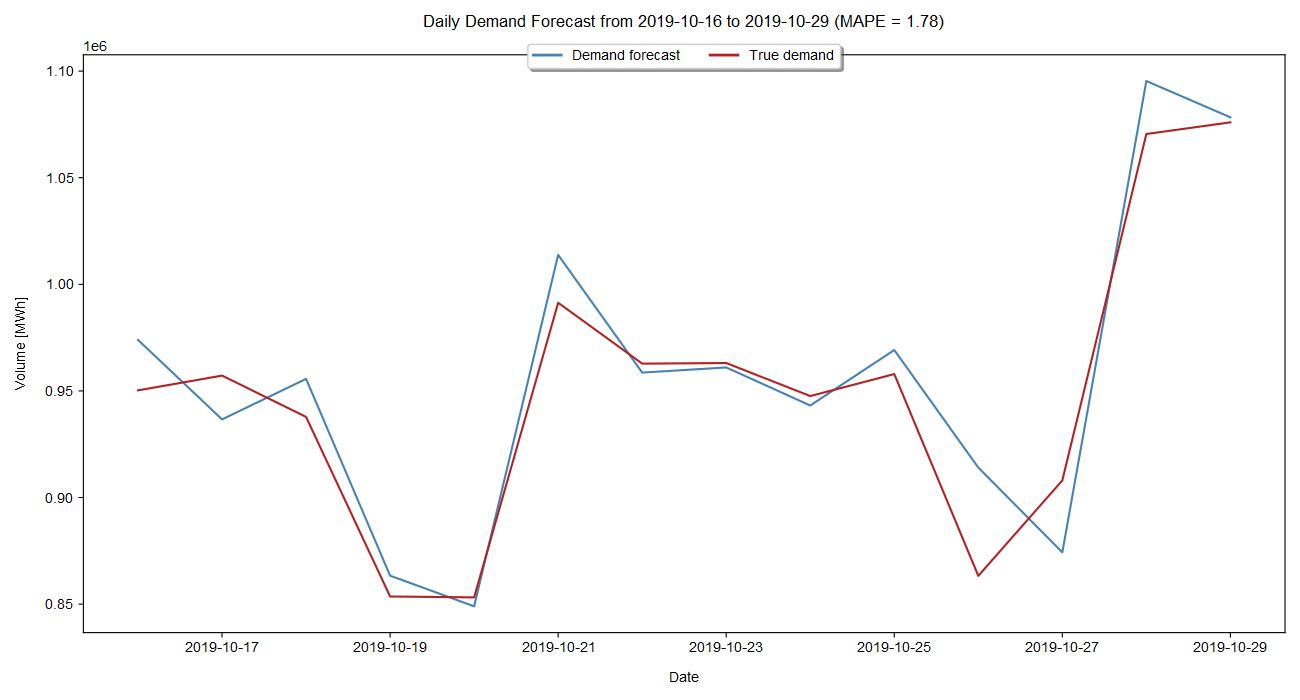 Daily Demand Forecast from 2019-10-16 to 2019-10-29 (MAPE = 1.78)
1e6
Demand forecast True demand
1.10
1.05
1.00
0.95
0.90
0.85
Volume [MWh]
2019-10-17 2019-10-19 2019-10-21 2019-10-23 2019-10-25 2019-10-27 2019-10-29
Date